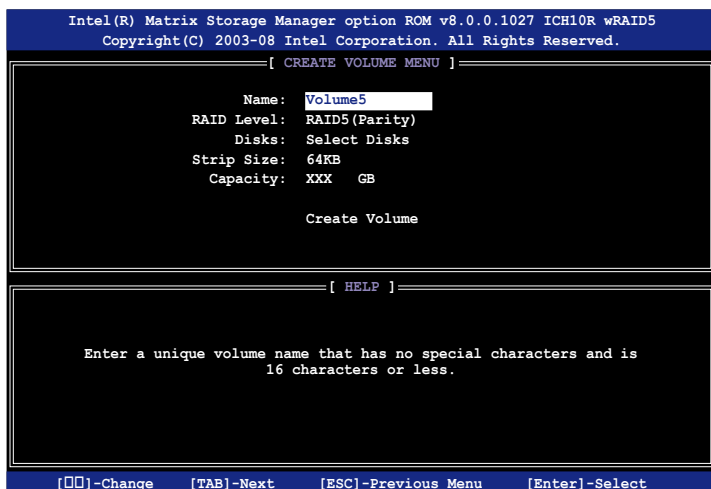 Intel(R) Matrix Storage Manager option ROM v8.0.0.1027 ICH10R wRAID5
Copyright(C) 2003-08 Intel Corporation. All Rights Reserved.
[ CREATE VOLUME MENU ]
Name: Volume5
RAID Level: RAID5(Parity)
Disks: Select Disks
Strip Size: 64KB
Capacity: XXX GB
Create Volume
[ HELP ]
Enter a unique volume name that has no special characters and is
16 characters or less.
[▯▯]-Change [TAB]-Next [ESC]-Previous Menu [Enter]-Select